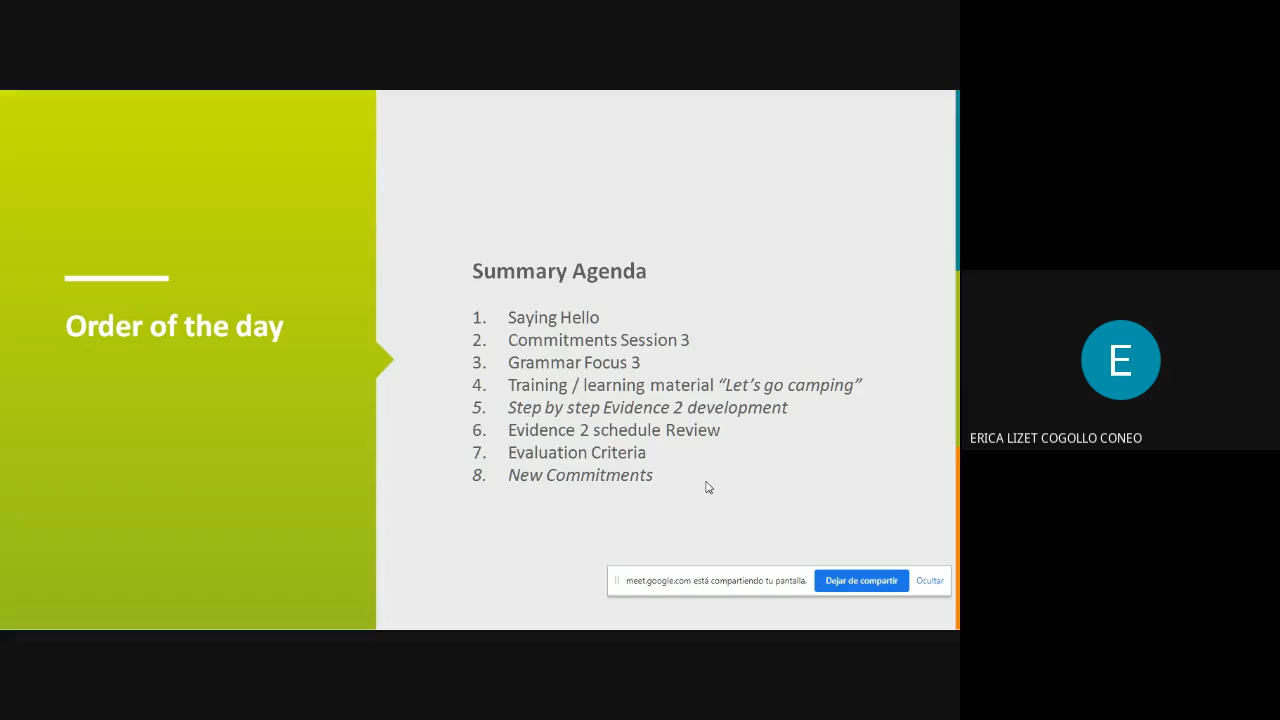 Order of the day
Summary Agenda
1. Saying Hello
2. Commitments Session 3
3. Grammar Focus 3
4. Training / learning material “Let’s go camping”
5. Step by step Evidence 2 development
6. Evidence 2 schedule Review
7. Evaluation Criteria
8. New Commitments
meet.google.com está compartiendo tu pantalla. Dejar de compartir Ocultar
E
ERICA LIZET COGOLLO CONEO